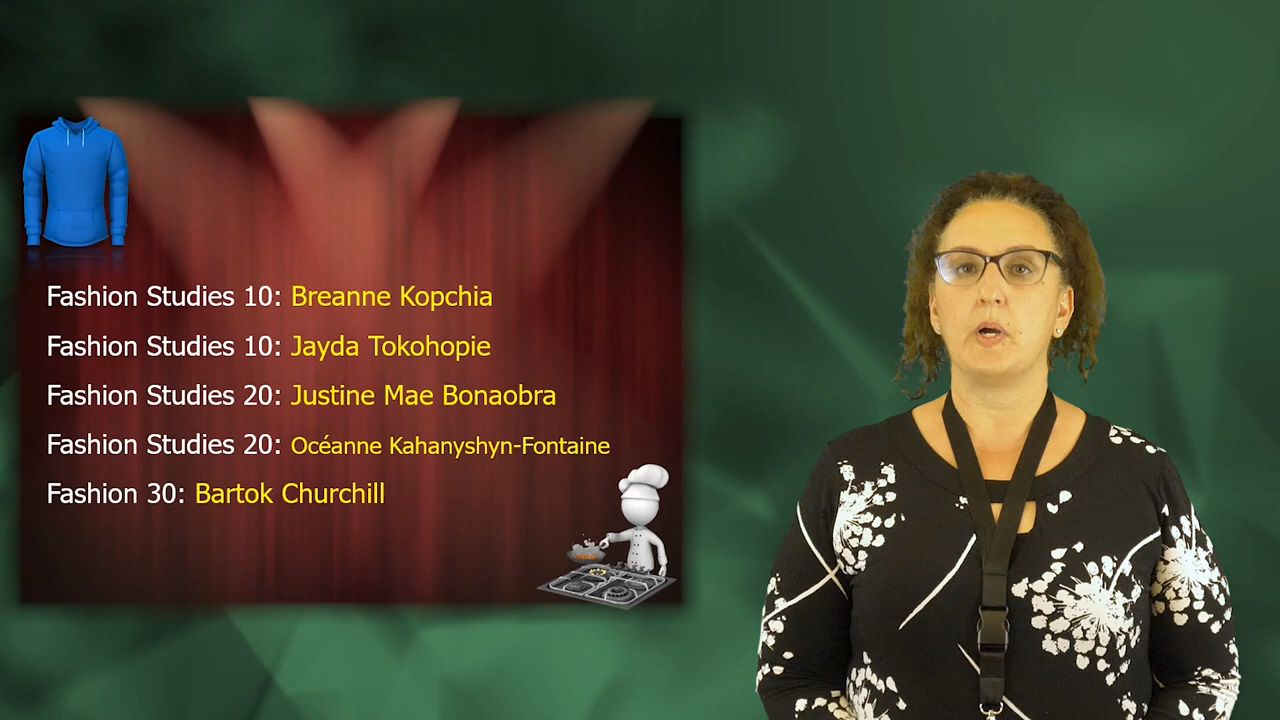 Fashion Studies 10: Breanne Kopchia
Fashion Studies 10: Jayda Tokohopie
Fashion Studies 20: Justine Mae Bonaobra
Fashion Studies 20: Océanne Kahanyshyn-Fontaine
Fashion 30: Bartok Churchill